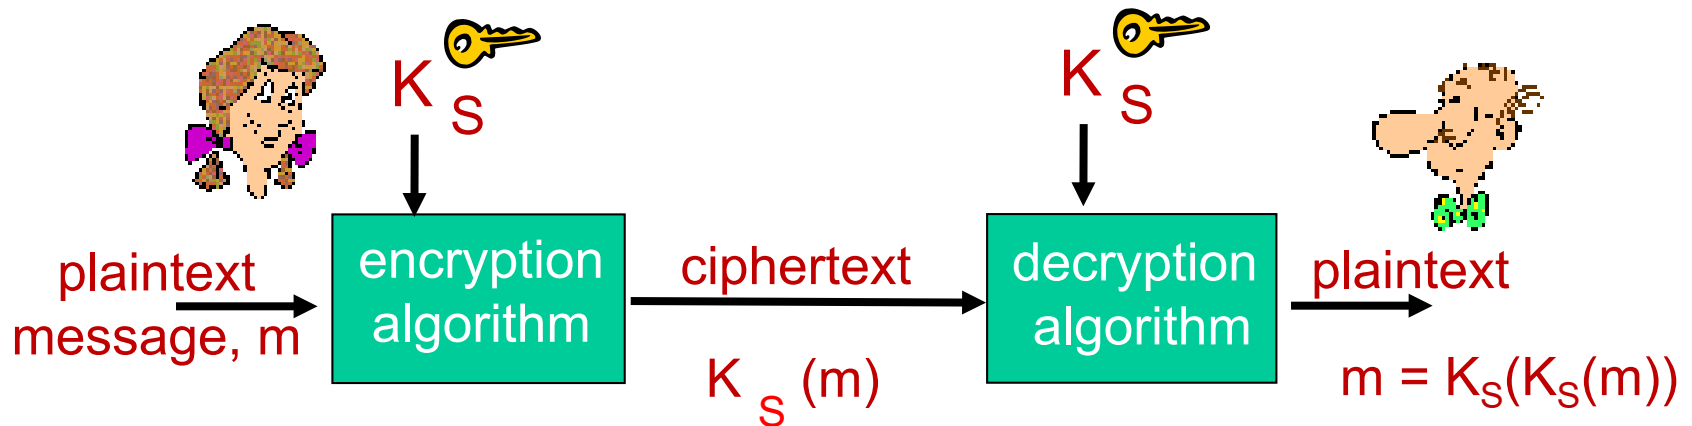 K S
K S
plaintext
message, m
encryption
algorithm
ciphertext
K S (m)
decryption
algorithm
plaintext
m = KS(KS(m))